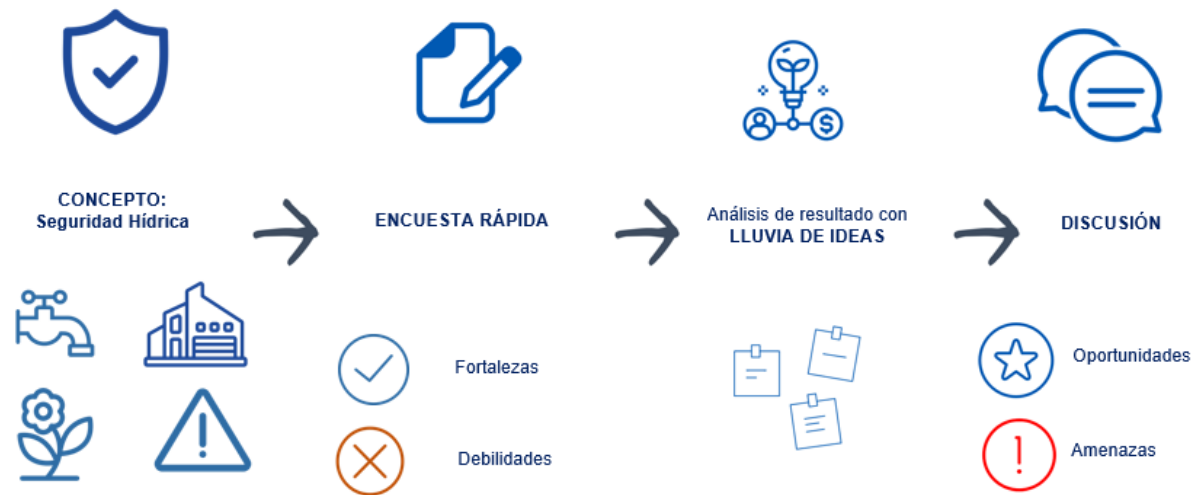 CONCEPTO:
Seguridad Hídrica
ENCUESTA RÁPIDA
Análisis de resultado con
LLUVIA DE IDEAS
DISCUSIÓN
Fortalezas
Debilidades
Oportunidades
Amenazas